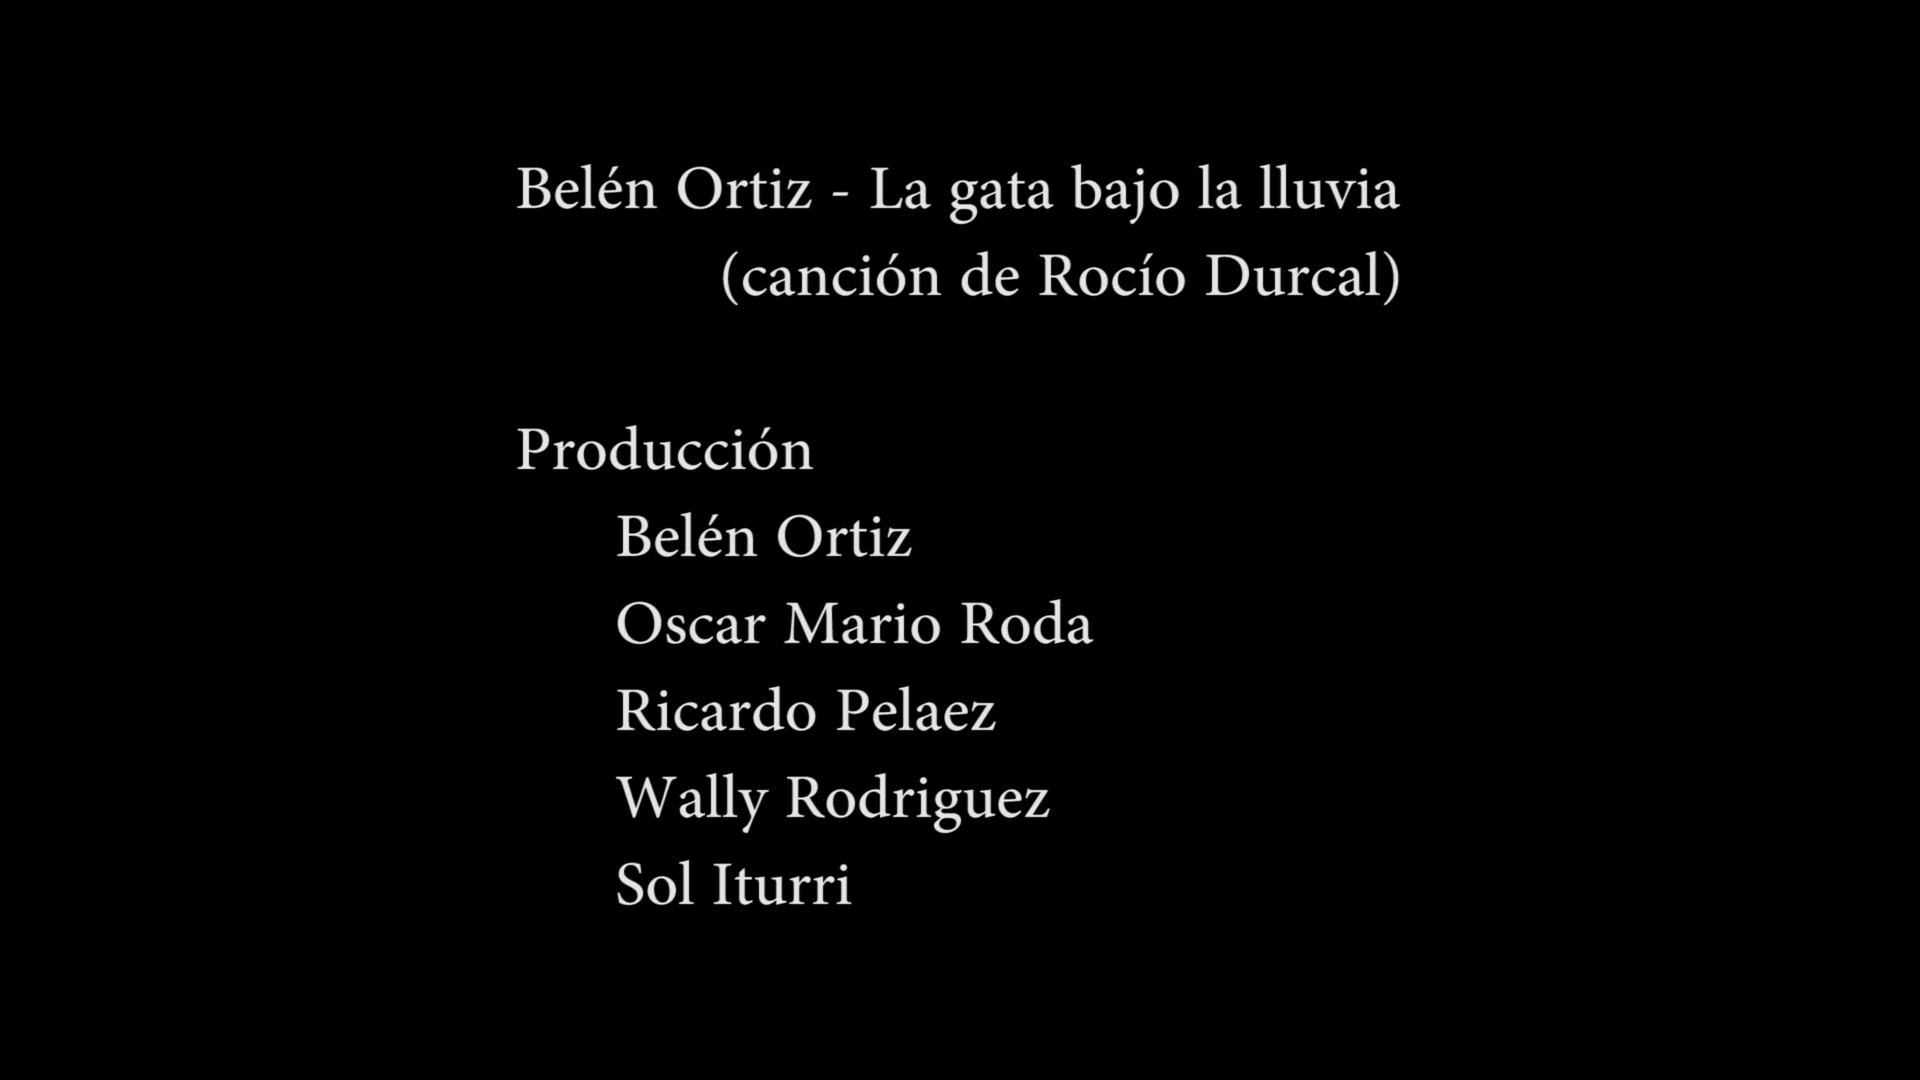 Belén Ortiz - La gata bajo la lluvia
(canción de Rocío Durcal)
Producción
Belén Ortiz
Oscar Mario Roda
Ricardo Pelaez
Wally Rodriguez
Sol Iturri